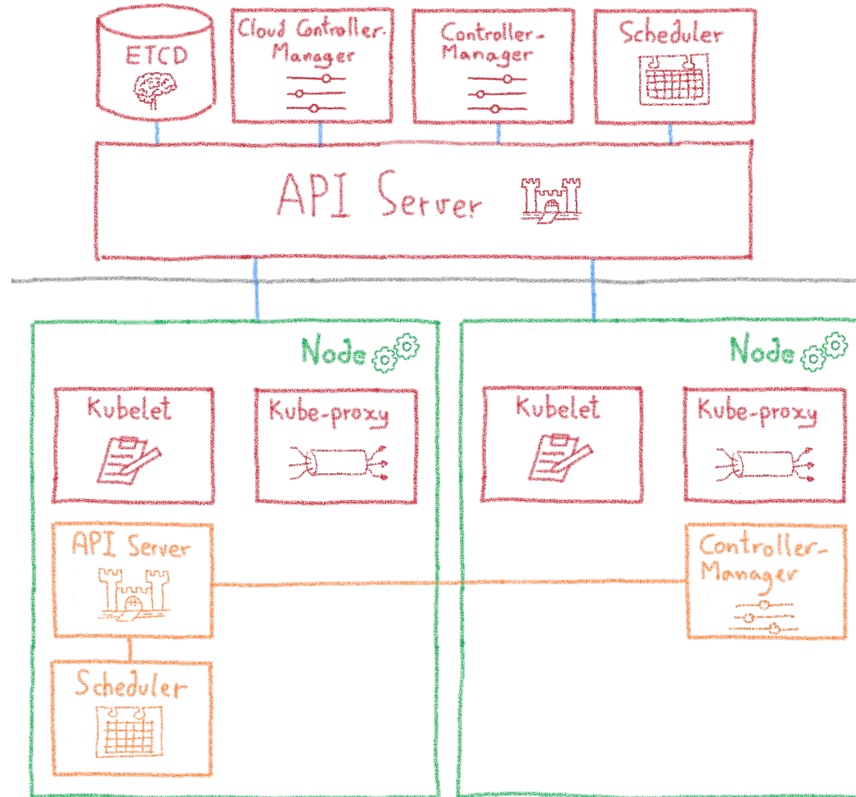 ETCD
Cloud Controller-
Manager
Controller-
Manager
Scheduler
API Server
Node
Kubelet
Kube-proxy
API Server
Scheduler
Node
Kubelet
Kube-proxy
Controller-
Manager